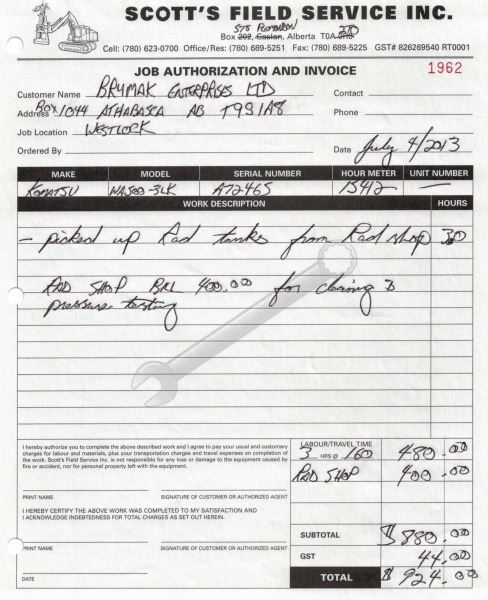 SCOTT'S FIELD SERVICE INC.
Box 202, Caslan, Alberta T0A
Cell: (780) 623-0700 Office/Res: (780) 689-5251 Fax: (780) 689-5225 GST# 826269540 RT0001
JOB AUTHORIZATION AND INVOICE 1962
Customer Name BRYMAK ENTERPRISES LTD Contact
Address Box 1044 ATHABASCA AB T9S1A8 Phone
Job Location WESTLOCK
Ordered By Date July 4/2013
MAKE MODEL SERIAL NUMBER HOUR METER UNIT NUMBER
KOMATSU WA500-3LK A72465 15412 —
WORK DESCRIPTION HOURS
- picked up Rad tanks from Rad shop 3.0
RAD SHOP BILL 400.00 for cleaning &
pressure testing
I hereby authorize you to complete the above described work and I agree to pay your usual and customary
charges for labour and materials, plus your transportation charges and travel expenses on completion of
the work. Scott's Field Service Inc. is not responsible for any loss or damage to the equipment caused by
fire or accident, nor for personal property left with the equipment.
LABOUR/TRAVEL TIME
3 HRS @ 160 480.00
RAD SHOP 400.00
PRINT NAME SIGNATURE OF CUSTOMER OR AUTHORIZED AGENT
I HEREBY CERTIFY THE ABOVE WORK WAS COMPLETED TO MY SATISFACTION AND
I ACKNOWLEDGE INDEBTEDNESS FOR TOTAL CHARGES AS SET OUT HEREIN.
SUBTOTAL $880.00
PRINT NAME SIGNATURE OF CUSTOMER OR AUTHORIZED AGENT
GST 44.00
DATE
TOTAL $924.00